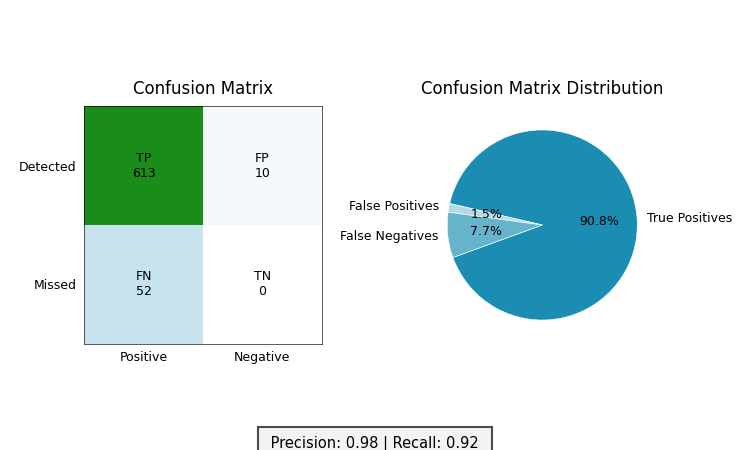 Confusion Matrix
Detected
TP
613
FP
10
Missed
FN
52
TN
0
Positive
Negative
Confusion Matrix Distribution
False Positives
1.5%
False Negatives
7.7%
90.8%
True Positives
Precision: 0.98 | Recall: 0.92